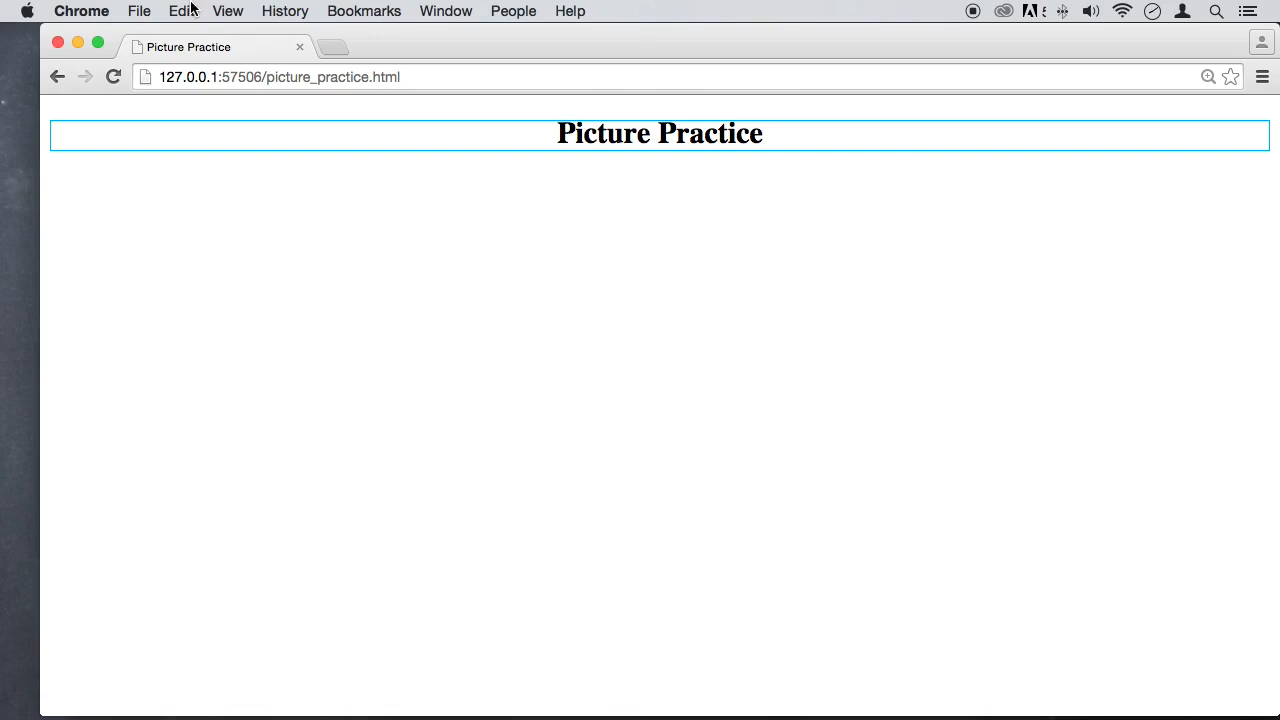 Chrome File Edit View History Bookmarks Window People Help
Picture Practice
127.0.0.1:57506/picture_practice.html
Picture Practice